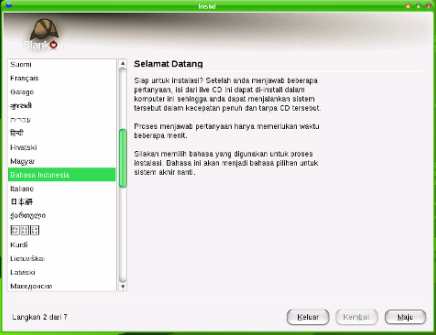 Install
BlankOn
Suomi
Français
Galego
ગુજરાતી
עברית
हिन्दी
Hrvatski
Magyar
Bahasa Indonesia
Italiano
日本語
ქართული
Kurdi
Lietuviškai
Latviski
Македонски
Selamat Datang
Siap untuk instalasi? Setelah anda menjawab beberapa
pertanyaan, isi dari live CD ini dapat di-install dalam
komputer ini sehingga anda dapat menjalankan sistem
tersebut dalam kecepatan penuh dan tanpa CD tersebut.
Proses menjawab pertanyaan hanya memerlukan waktu
beberapa menit.
Silakan memilih bahasa yang digunakan untuk proses
instalasi. Bahasa ini akan menjadi bahasa pilihan untuk
sistem akhir nanti.
Langkah 2 dari 7
Keluar
Kembali
Maju